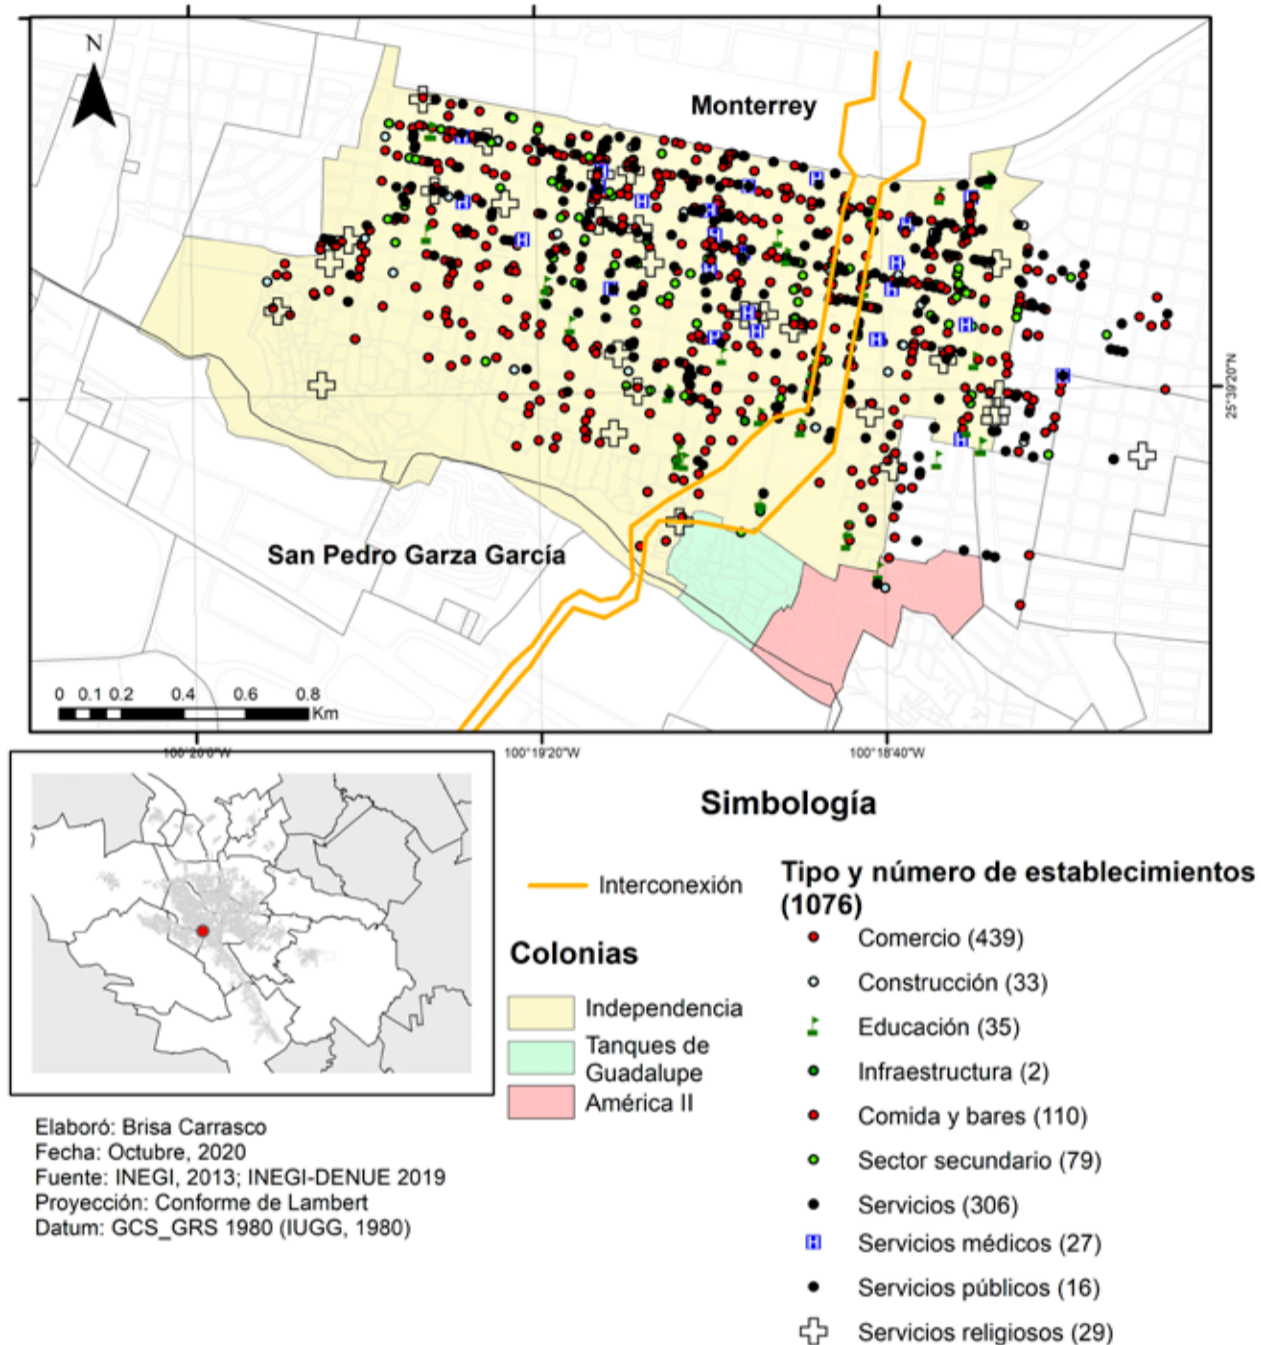 N
Monterrey
San Pedro Garza García
25°39'20"N
0 0.1 0.2 0.4 0.6 0.8
Km
100°20'0"W 100°19'20"W 100°18'40"W
Simbología
Interconexión
Colonias
Independencia
Tanques de
Guadalupe
América II
Tipo y número de establecimientos
(1076)
Comercio (439)
Construcción (33)
Educación (35)
Infraestructura (2)
Comida y bares (110)
Sector secundario (79)
Servicios (306)
H Servicios médicos (27)
Servicios públicos (16)
Servicios religiosos (29)
Elaboró: Brisa Carrasco
Fecha: Octubre, 2020
Fuente: INEGI, 2013; INEGI-DENUE 2019
Proyección: Conforme de Lambert
Datum: GCS_GRS 1980 (IUGG, 1980)